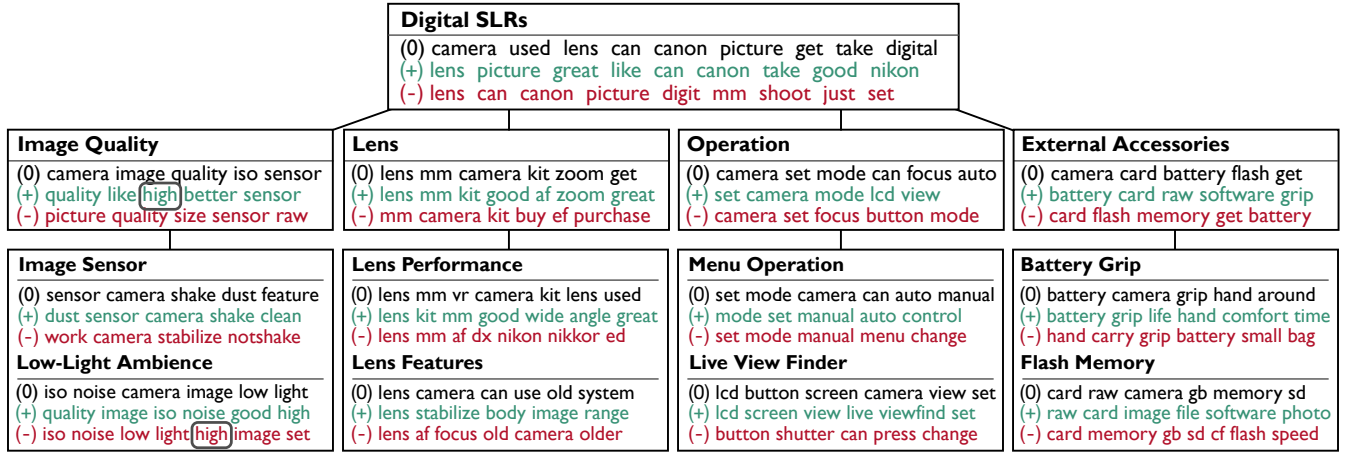 Digital SLRs
(0) camera used lens can canon picture get take digital
(+) lens picture great like can canon take good nikon
(-) lens can canon picture digit mm shoot just set
Image Quality
(0) camera image quality iso sensor
(+) quality like high better sensor
(-) picture quality size sensor raw
Lens
(0) lens mm camera kit zoom get
(+) lens mm kit good af zoom great
(-) mm camera kit buy ef purchase
Operation
(0) camera set mode can focus auto
(+) set camera mode lcd view
(-) camera set focus button mode
External Accessories
(0) camera card battery flash get
(+) battery card raw software grip
(-) card flash memory get battery
Image Sensor
(0) sensor camera shake dust feature
(+) dust sensor camera shake clean
(-) work camera stabilize notshake
Low-Light Ambience
(0) iso noise camera image low light
(+) quality image iso noise good high
(-) iso noise low light high image set
Lens Performance
(0) lens mm vr camera kit lens used
(+) lens kit mm good wide angle great
(-) lens mm af dx nikon nikkor ed
Lens Features
(0) lens camera can use old system
(+) lens stabilize body image range
(-) lens af focus old camera older
Menu Operation
(0) set mode camera can auto manual
(+) mode set manual auto control
(-) set mode manual menu change
Live View Finder
(0) lcd button screen camera view set
(+) lcd screen view live viewfind set
(-) button shutter can press change
Battery Grip
(0) battery camera grip hand around
(+) battery grip life hand comfort time
(-) hand carry grip battery small bag
Flash Memory
(0) card raw camera gb memory sd
(+) raw card image file software photo
(-) card memory gb sd cf flash speed